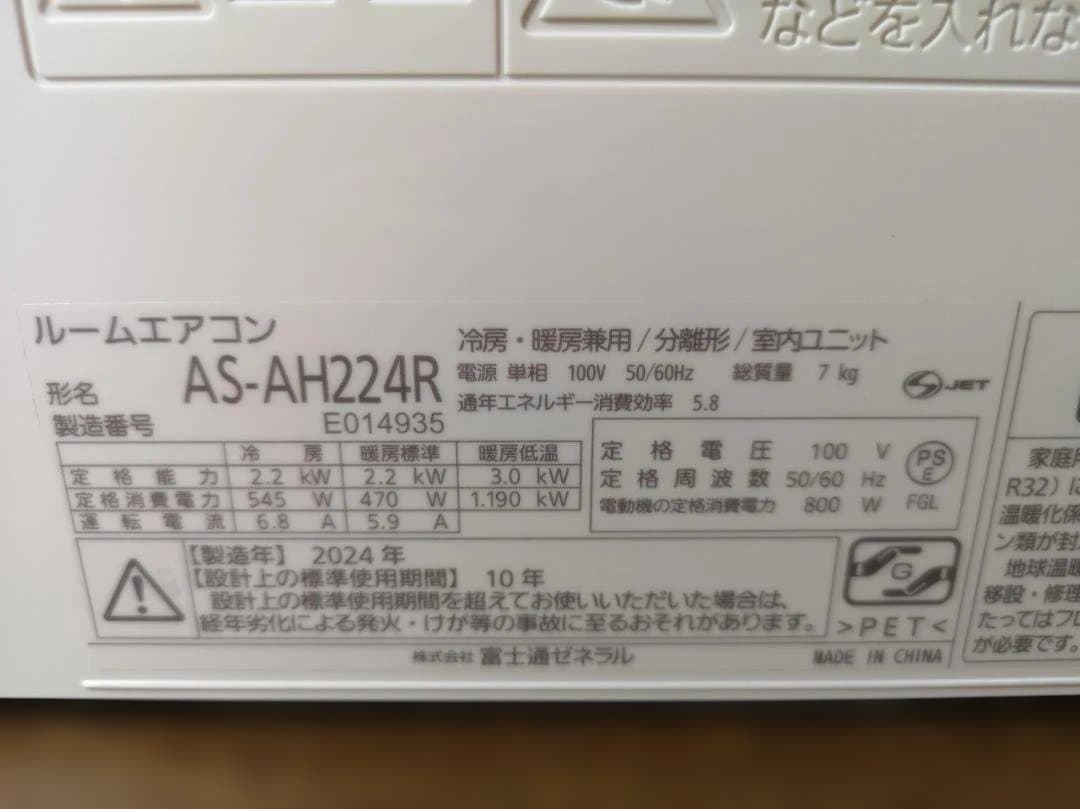 などを入れな
ルームエアコン
形名 AS-AH224R
製造番号 E014935
冷房・暖房兼用/分離形/室内ユニット
電源 単相 100V 50/60Hz 総質量 7 kg
通年エネルギー消費効率 5.8
JET
冷房 暖房標準 暖房低温
定格能力 2.2 kW 2.2 kW 3.0 kW
定格消費電力 545 W 470 W 1.190 kW
運転電流 6.8 A 5.9 A
定格電圧 100 V
定格周波数 50/60 Hz
電動機の定格消費電力 800 W
PS
E
FGL
【製造年】 2024 年
【設計上の標準使用期間】 10 年
設計上の標準使用期間を超えてお使いいただいた場合は、
経年劣化による発火・けが等の事故に至るおそれがあります。
G
>PET<
株式会社 富士通ゼネラル
MADE IN CHINA
家庭用
R32）に
温暖化係
ン類が封
地球温暖
移設・修理
たってはフロ
が必要です。